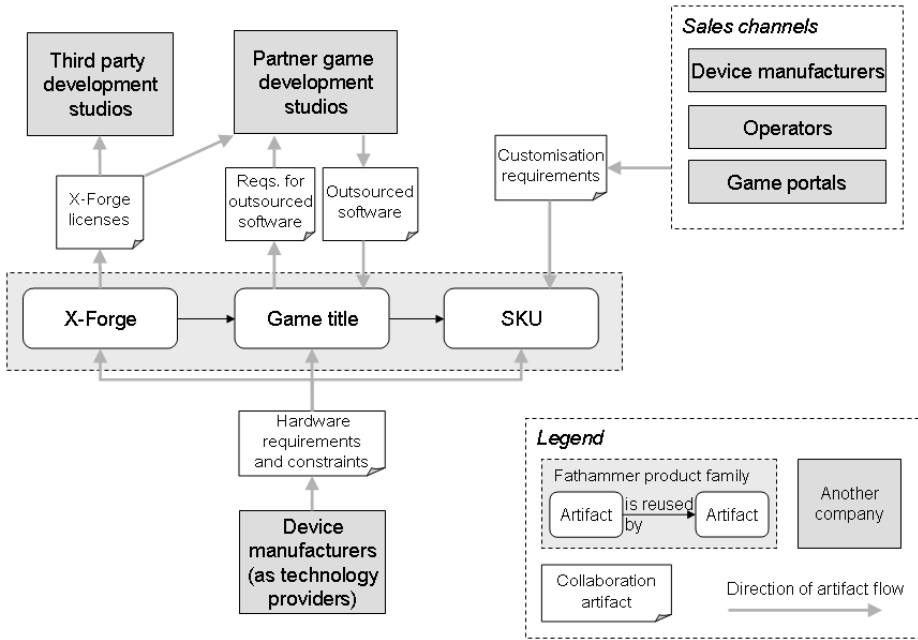 Third party
development
studios
Partner game
development
studios
Sales channels
Device manufacturers
Operators
Game portals
X-Forge
licenses
Reqs. for
outsourced
software
Outsourced
software
Customisation
requirements
X-Forge
Game title
SKU
Hardware
requirements
and constraints
Device
manufacturers
(as technology
providers)
Legend
Fathammer product family
Artifact
is reused
by
Artifact
Another
company
Collaboration
artifact
Direction of artifact flow